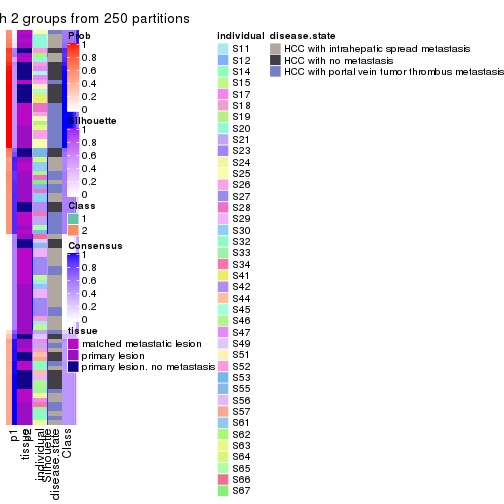 h 2 groups from 250 partitions
Prob
1
0.8
0.6
0.4
0.2
0
Silhouette
1
0.8
0.6
0.4
0.2
0
Class
1
2
Consensus
1
0.8
0.6
0.4
0.2
0
tissue
matched metastatic lesion
primary lesion
primary lesion, no metastasis
individual
S11
S12
S14
S15
S17
S18
S19
S20
S21
S23
S24
S25
S26
S27
S28
S29
S30
S32
S33
S34
S41
S42
S44
S45
S46
S47
S49
S51
S52
S53
S55
S56
S57
S61
S62
S63
S64
S65
S66
S67
disease.state
HCC with intrahepatic spread metastasis
HCC with no metastasis
HCC with portal vein tumor thrombus metastasis
p1
tissue
individual
Silhouette
disease.state
Class